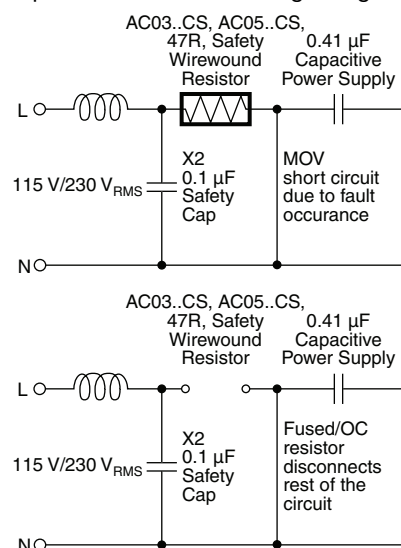 AC03..CS, AC05..CS,
47R, Safety
Wirewound
Resistor
0.41 µF
Capacitive
Power Supply
L
115 V/230 VRMS
X2
0.1 µF
Safety
Cap
MOV
short circuit
due to fault
occurance
N
AC03..CS, AC05..CS,
47R, Safety
Wirewound
Resistor
0.41 µF
Capacitive
Power Supply
L
115 V/230 VRMS
X2
0.1 µF
Safety
Cap
Fused/OC
resistor
disconnects
rest of the
circuit
N